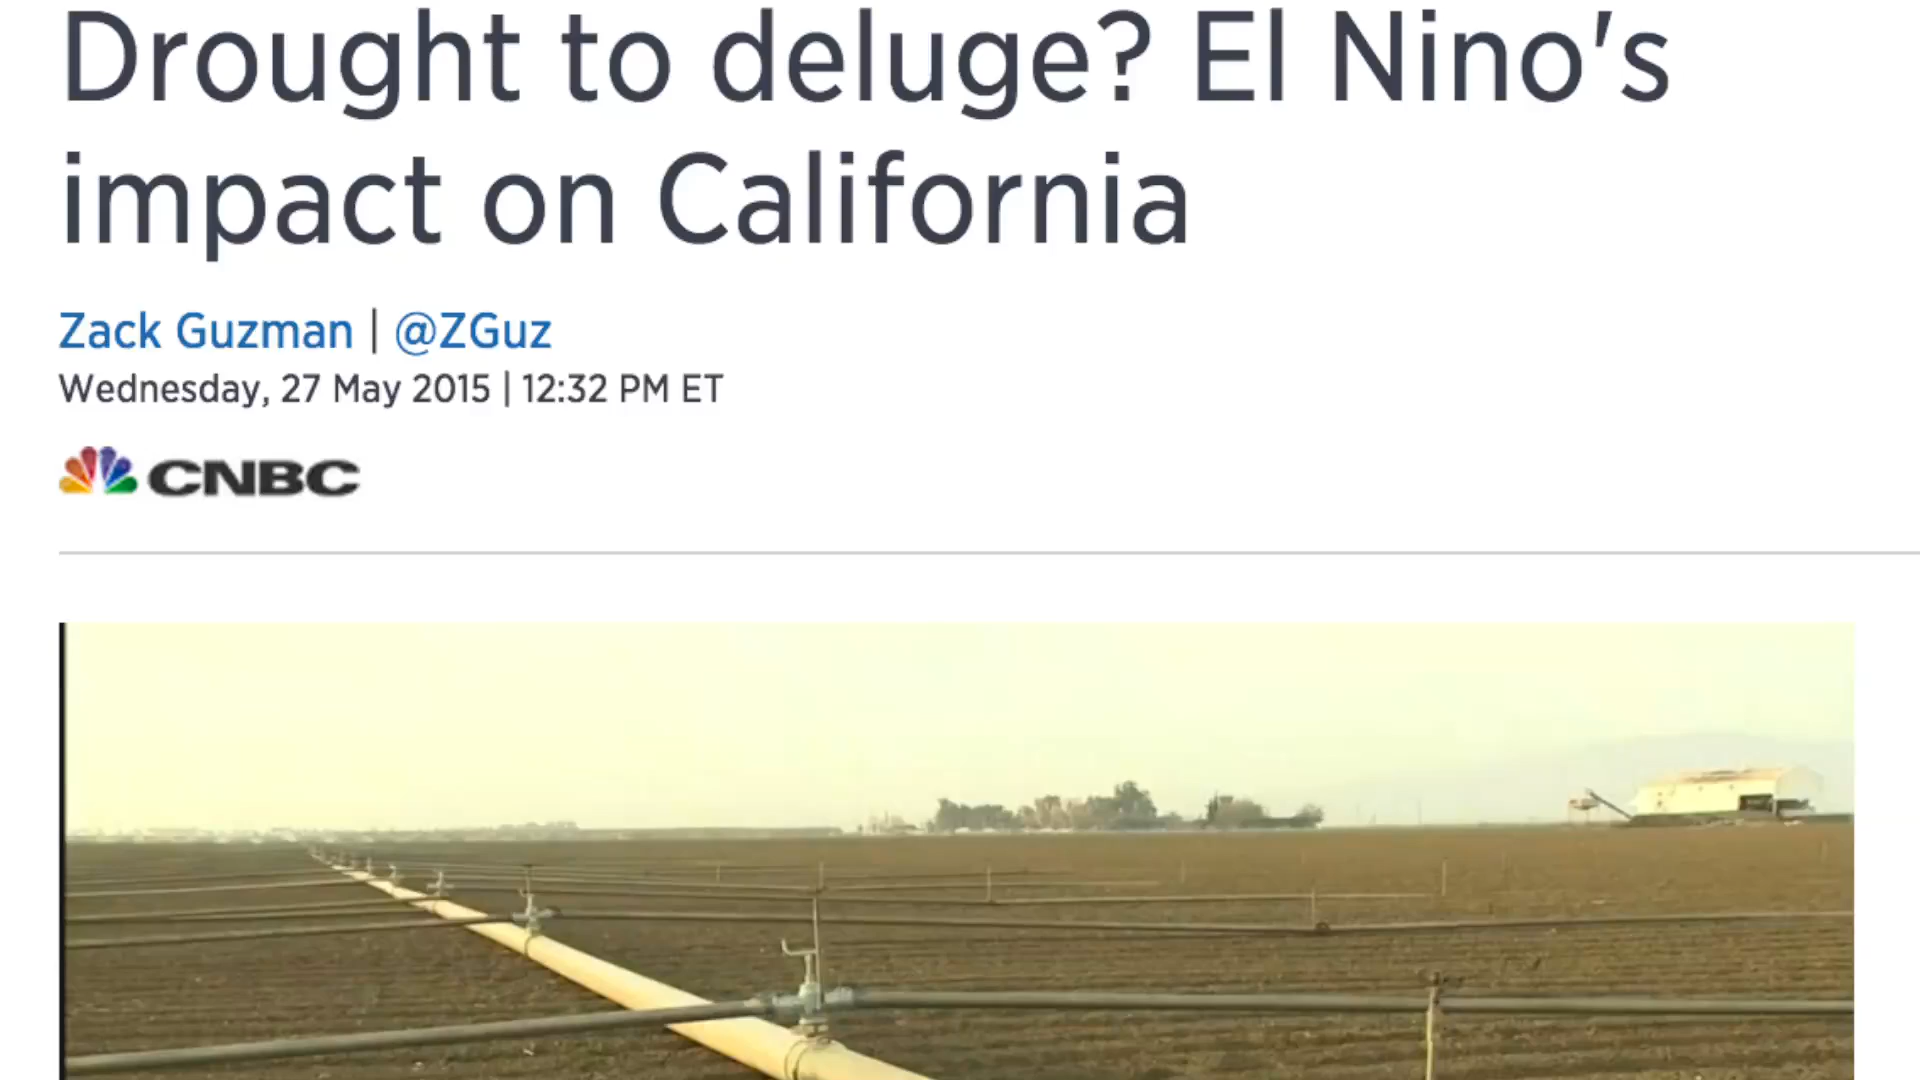 Drought to deluge? El Nino's
impact on California
Zack Guzman | @ZGuz
Wednesday, 27 May 2015 | 12:32 PM ET
CNBC